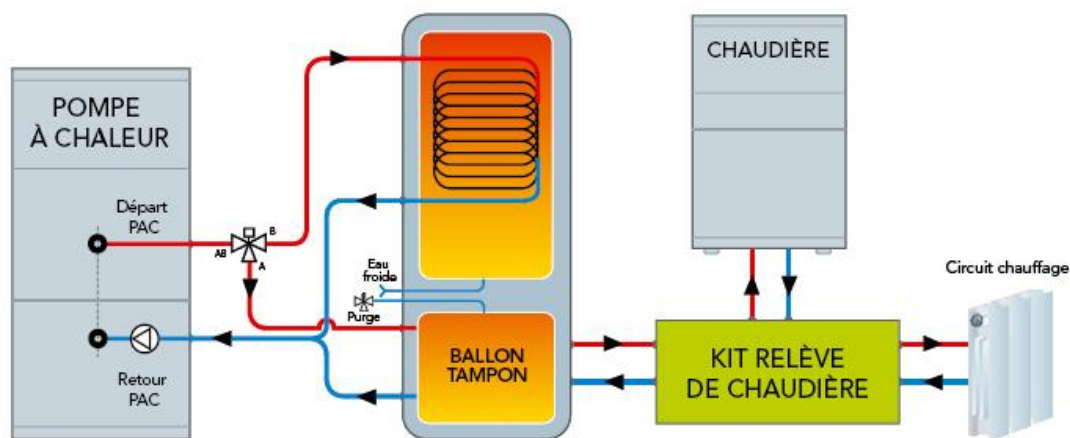 POMPE
À CHALEUR
Départ
PAC
AB
B
A
Retour
PAC
Eau
froide
Purge
BALLON
TAMPON
CHAUDIÈRE
KIT RELÈVE
DE CHAUDIÈRE
Circuit chauffage